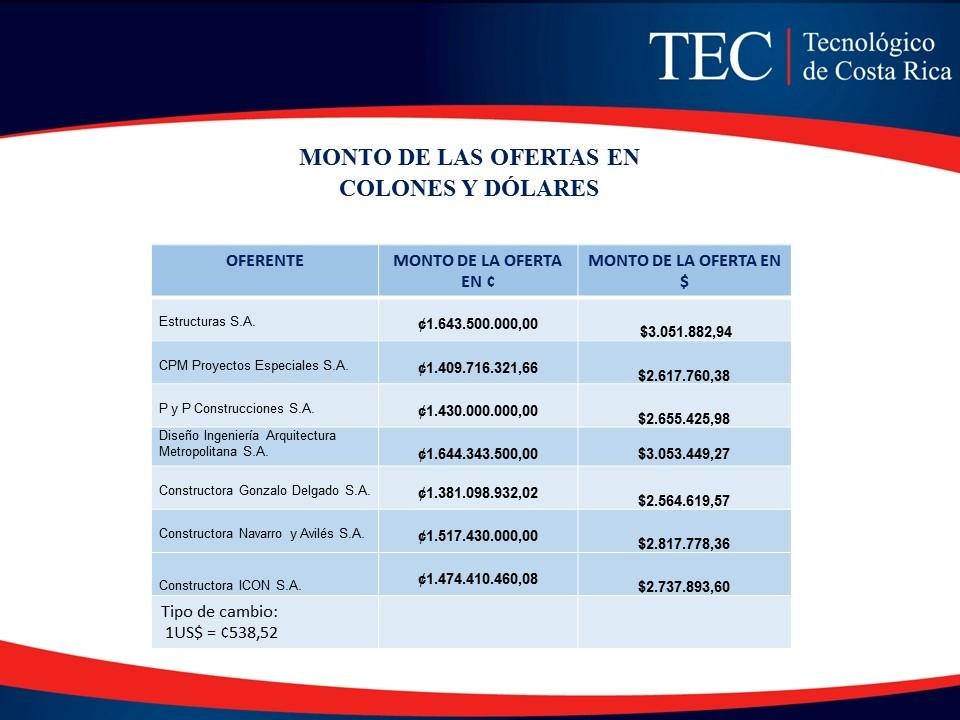 TEC | Tecnológico
de Costa Rica
MONTO DE LAS OFERTAS EN
COLONES Y DÓLARES
OFERENTE
MONTO DE LA OFERTA
EN ¢
MONTO DE LA OFERTA EN
$
Estructuras S.A.
¢1.643.500.000,00
$3.051.882,94
CPM Proyectos Especiales S.A.
¢1.409.716.321,66
$2.617.760,38
P y P Construcciones S.A.
¢1.430.000.000,00
$2.655.425,98
Diseño Ingeniería Arquitectura
Metropolitana S.A.
¢1.644.343.500,00
$3.053.449,27
Constructora Gonzalo Delgado S.A.
¢1.381.098.932,02
$2.564.619,57
Constructora Navarro y Avilés S.A.
¢1.517.430.000,00
$2.817.778,36
Constructora ICON S.A.
¢1.474.410.460,08
$2.737.893,60
Tipo de cambio:
1US$ = ¢538,52